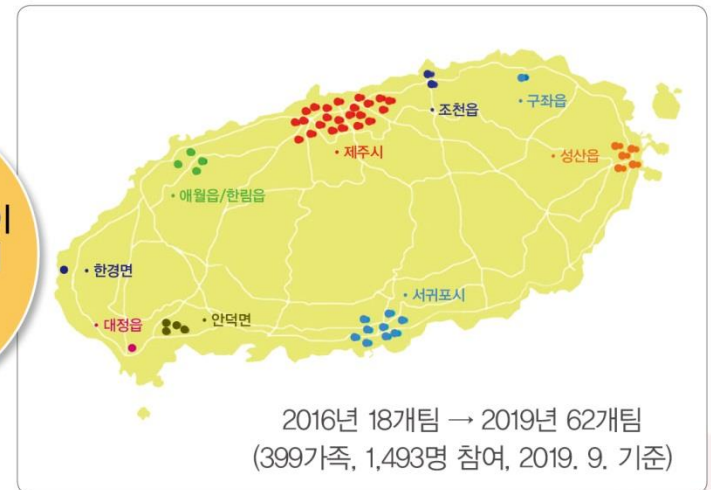 조천읍
구좌읍
제주시
성산읍
애월읍/한림읍
이
한경면
서귀포시
대정읍
안덕면
2016년 18개팀 → 2019년 62개팀
(399가족, 1,493명 참여, 2019. 9. 기준)